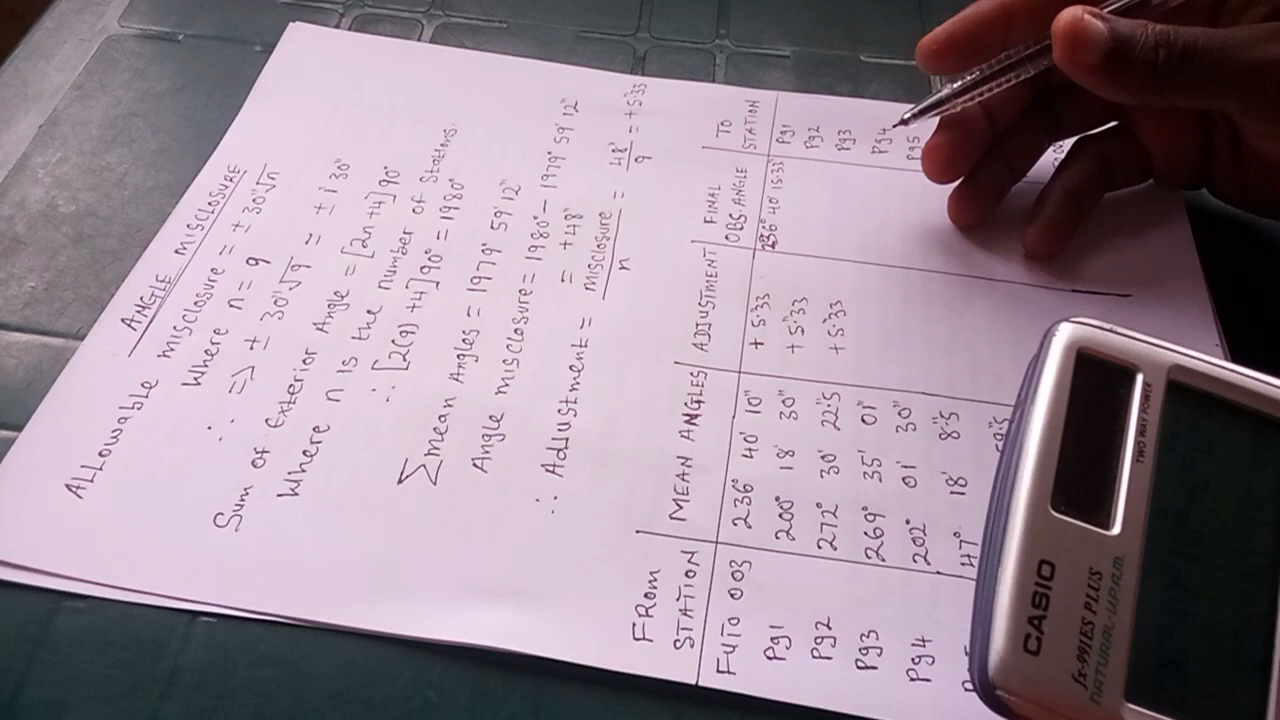 ANGLE MISCLOSURE
ALLOWABLE MISCLOSURE = ± 30"√n
Where n = 9
∴ => ± 30"√9 = ± 1' 30"
Sum of Exterior Angle = [2n+4]90°
Where n is the number of Stations.
∴ [2(9) +4]90° = 1980°
∑mean Angles = 1979° 59' 12"
Angle misclosure = 1980° - 1979° 59' 12"
= +48"
∴ Adjustment = misclosure / n = 48" / 9 = +5.33
FROM STATION | MEAN ANGLES | ADJUSTMENT | FINAL OBS. ANGLE | TO STATION
FUTO 003 236° 40' 10" +5.33 236° 40' 15.33 Pg1
Pg1 200° 18' 30" +5.33 Pg2
Pg2 272° 30' 22".5 +5.33 Pg3
Pg3 269° 35' 01" Pg4
Pg4 202° 01' 30" Pg5
47° 18' 8".5
CASIO
fx-991ES PLUS
NATURAL-V.P.A.M.
TWO WAY POWER